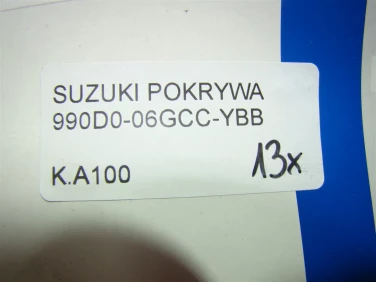 SUZUKI POKRYWA
990D0-06GCC-YBB
K.A100 13x